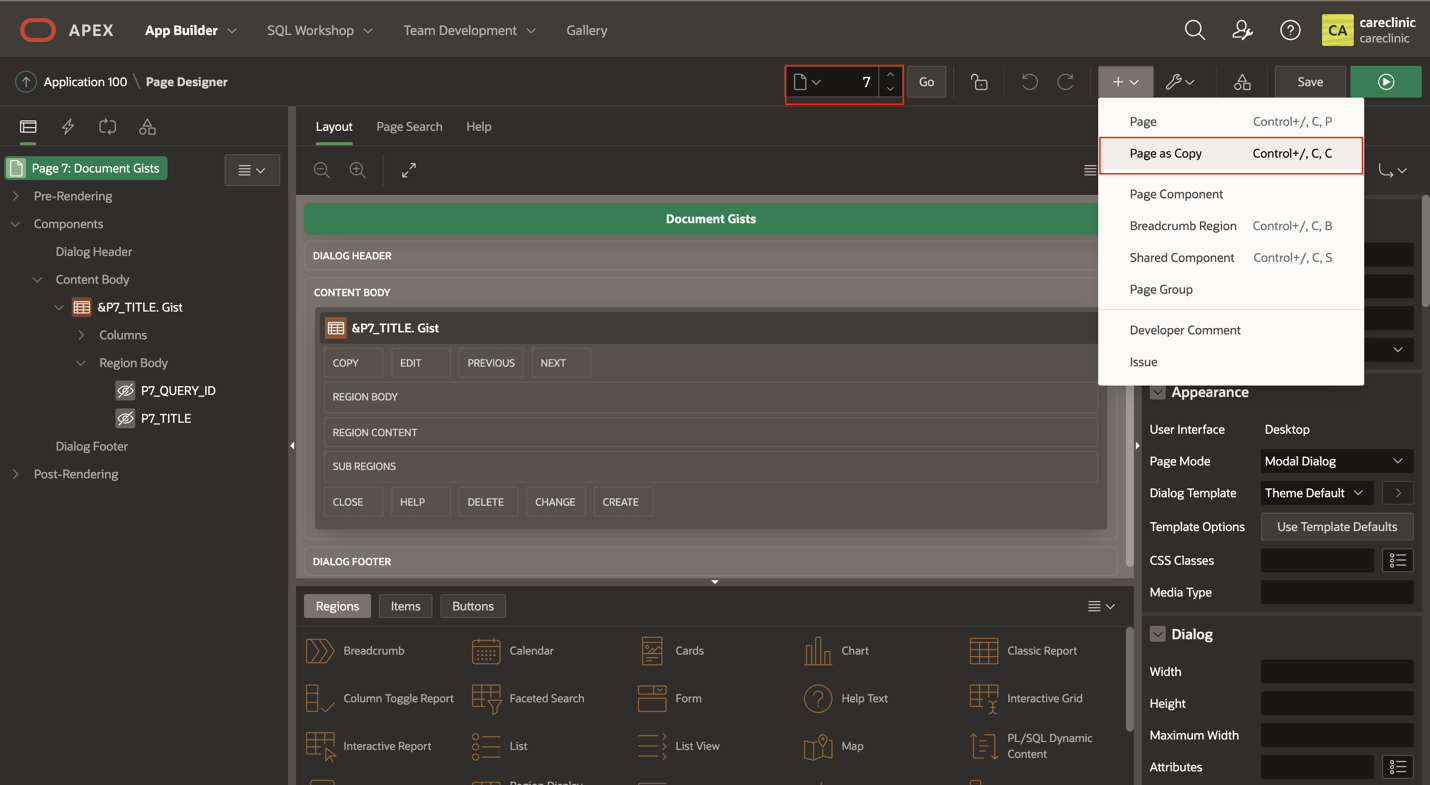 APEX
App Builder
SQL Workshop
Team Development
Gallery
CA
careclinic
careclinic
Application 100 \ Page Designer
7
Go
Save
Page Control+/, C, P
Page as Copy Control+/, C, C
Page Component
Breadcrumb Region Control+/, C, B
Shared Component Control+/, C, S
Page Group
Developer Comment
Issue
Page 7: Document Gists
Pre-Rendering
Components
Dialog Header
Content Body
&P7_TITLE. Gist
Columns
Region Body
P7_QUERY_ID
P7_TITLE
Dialog Footer
Post-Rendering
Layout
Page Search
Help
Document Gists
DIALOG HEADER
CONTENT BODY
&P7_TITLE. Gist
COPY
EDIT
PREVIOUS
NEXT
REGION BODY
REGION CONTENT
SUB REGIONS
CLOSE
HELP
DELETE
CHANGE
CREATE
DIALOG FOOTER
Regions
Items
Buttons
Breadcrumb
Calendar
Cards
Chart
Classic Report
Column Toggle Report
Faceted Search
Form
Help Text
Interactive Grid
Interactive Report
List
List View
Map
PL/SQL Dynamic
Content
Region Display
Appearance
User Interface Desktop
Page Mode Modal Dialog
Dialog Template Theme Default
Template Options Use Template Defaults
CSS Classes
Media Type
Dialog
Width
Height
Maximum Width
Attributes